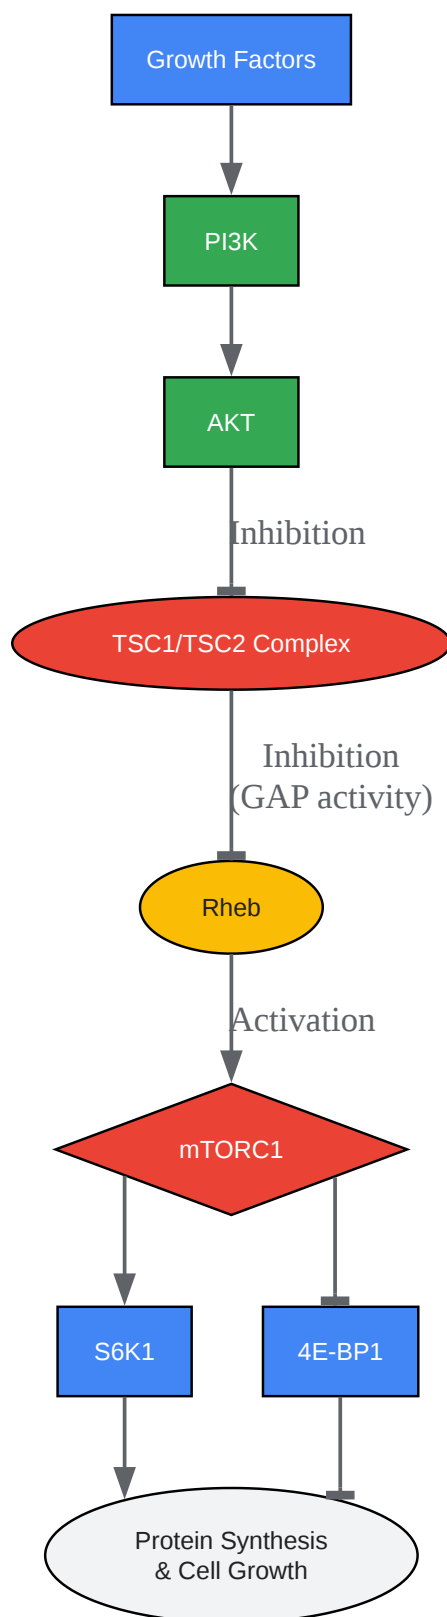 Growth Factors
PI3K
AKT
Inhibition
TSC1/TSC2 Complex
Inhibition
(GAP activity)
Rheb
Activation
mTORC1
S6K1
4E-BP1
Protein Synthesis
& Cell Growth